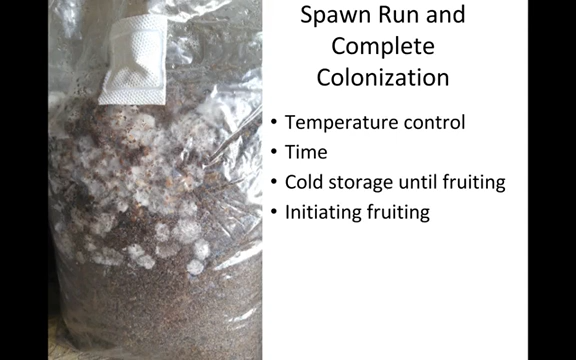 Spawn Run and
Complete
Colonization
• Temperature control
• Time
• Cold storage until fruiting
• Initiating fruiting